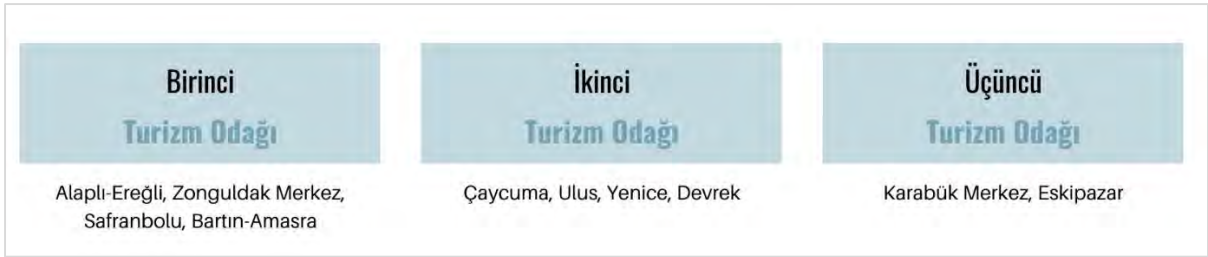 Birinci
Turizm Odağı
Alaplı-Ereğli, Zonguldak Merkez,
Safranbolu, Bartın-Amasra
İkinci
Turizm Odağı
Çaycuma, Ulus, Yenice, Devrek
Üçüncü
Turizm Odağı
Karabük Merkez, Eskipazar